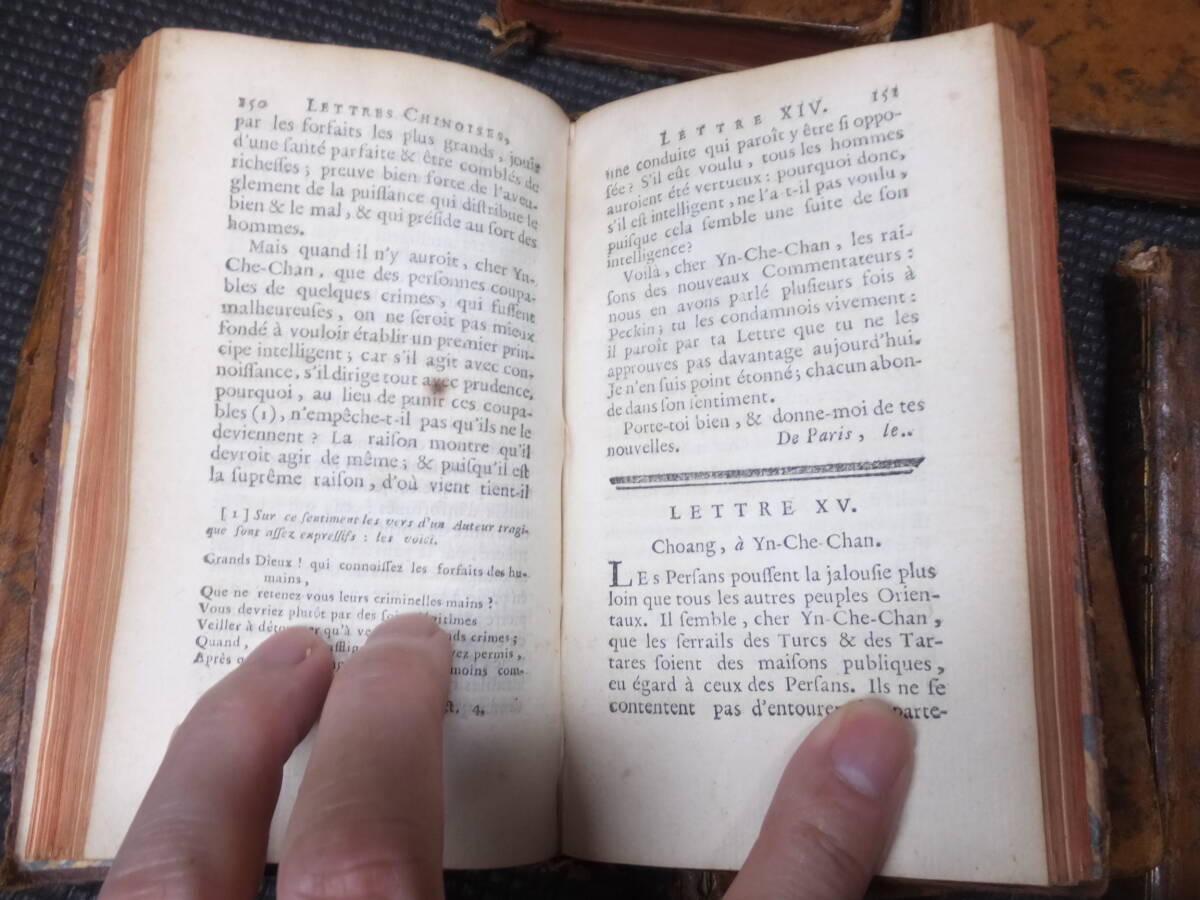 150 LETTRES CHINOISES,
par les forfaits les plus grands, jouir
d'une ſanté parfaite & être comblés de
richeſſes; preuve bien forte de l'aveu-
glement de la puiſſance qui diſtribue le
bien & le mal, & qui préſide au ſort des
hommes.
Mais quand il n'y auroit, cher Yn-
Che-Chan, que des perſonnes coupa-
bles de quelques crimes, qui fuſſent
malheureuſes, on ne ſeroit pas mieux
fondé à vouloir établir un premier prin-
cipe intelligent; car s'il agit avec con-
noiſſance, s'il dirige tout avec prudence,
pourquoi, au lieu de punir ces coupa-
bles (1), n'empêche-t-il pas qu'ils ne le
deviennent? La raiſon montre qu'il
devroit agir de même; & puiſqu'il eſt
la ſuprême raiſon, d'où vient tient-il
[1] Sur ce ſentiment les vers d'un Auteur tragi-
que ſont aſſez expreſſifs: les voici.
Grands Dieux! qui connoiſſez les forfaits des hu-
mains,
Que ne retenez-vous leurs criminelles mains?
Vous devriez plutôt par des
Veiller à qu'à crimes;
Quand, permis,
Après moins com-
4.
LETTRE XIV. 151
une conduite qui paroît y être ſi oppo-
ſée? S'il eût voulu, tous les hommes
auroient été vertueux: pourquoi donc,
s'il eſt intelligent, ne l'a-t-il pas voulu,
puiſque cela ſemble une ſuite de ſon
intelligence?
Voilà, cher Yn-Che-Chan, les rai-
ſons des nouveaux Commentateurs:
nous en avons parlé pluſieurs fois à
Peckin; tu les condamnois vivement:
il paroît par ta Lettre que tu ne les
approuves pas davantage aujourd'hui.
Je n'en ſuis point étonné; chacun abon-
de dans ſon ſentiment.
Porte-toi bien, & donne-moi de tes
nouvelles. De Paris, le..
LETTRE XV.
Choang, à Yn-Che-Chan.
LES Perſans pouſſent la jalouſie plus
loin que tous les autres peuples Orien-
taux. Il ſemble, cher Yn-Che-Chan,
que les ſerrails des Turcs & des Tar-
tares ſoient des maiſons publiques,
eu égard à ceux des Perſans. Ils ne ſe
contentent pas d'entourer parte-